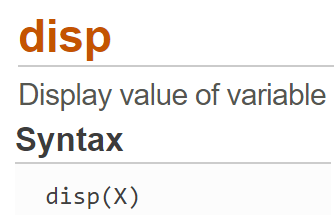 disp
Display value of variable
Syntax
disp(X)